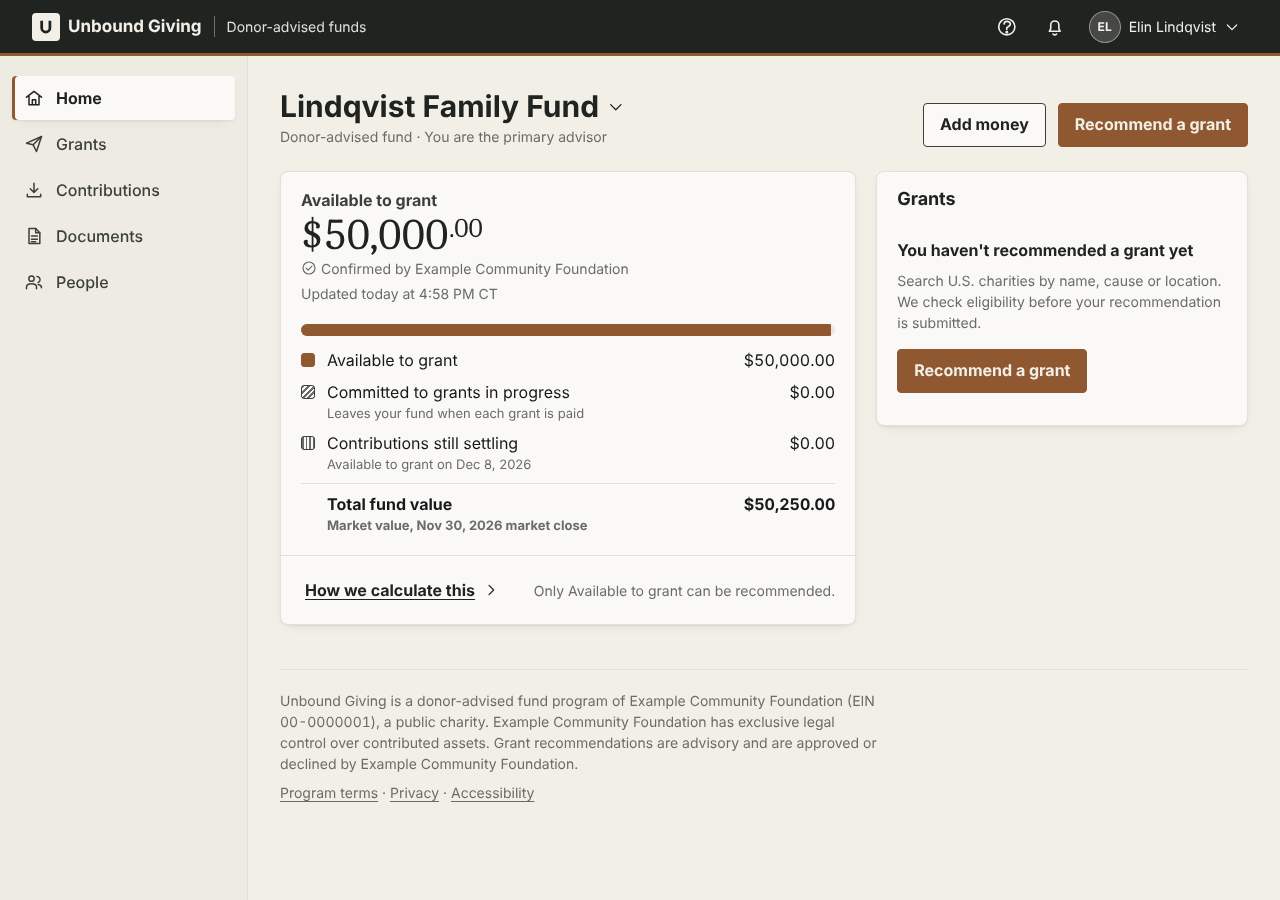 U Unbound Giving Donor-advised funds EL Elin Lindqvist
Home
Grants
Contributions
Documents
People
Lindqvist Family Fund
Donor-advised fund · You are the primary advisor
Add money
Recommend a grant
Available to grant
$50,000.00
Confirmed by Example Community Foundation
Updated today at 4:58 PM CT
Available to grant $50,000.00
Committed to grants in progress $0.00
Leaves your fund when each grant is paid
Contributions still settling $0.00
Available to grant on Dec 8, 2026
Total fund value $50,250.00
Market value, Nov 30, 2026 market close
How we calculate this Only Available to grant can be recommended.
Grants
You haven't recommended a grant yet
Search U.S. charities by name, cause or location.
We check eligibility before your recommendation
is submitted.
Recommend a grant
Unbound Giving is a donor-advised fund program of Example Community Foundation (EIN
00-0000001), a public charity. Example Community Foundation has exclusive legal
control over contributed assets. Grant recommendations are advisory and are approved or
declined by Example Community Foundation.
Program terms · Privacy · Accessibility